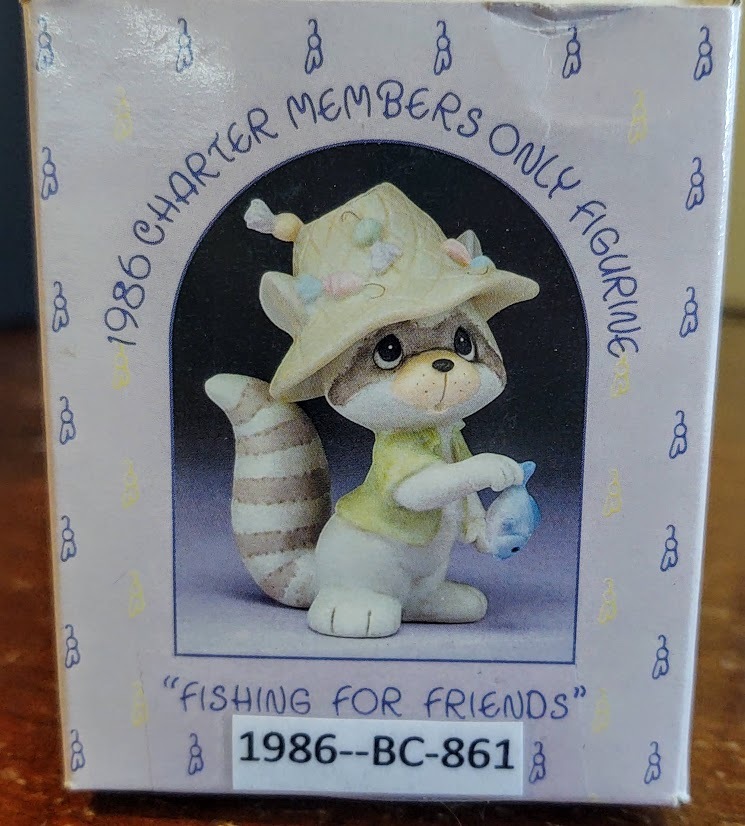 1986 CHARTER MEMBERS ONLY FIGURINE
"FISHING FOR FRIENDS"
1986--BC-861